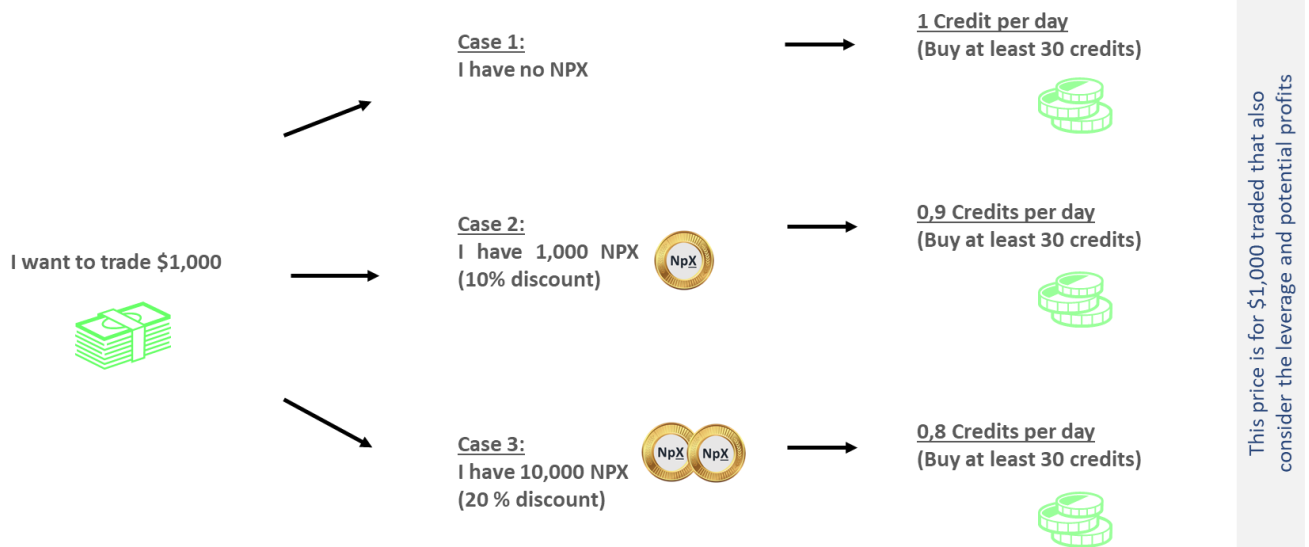 I want to trade $1,000
Case 1:
I have no NPX
1 Credit per day
(Buy at least 30 credits)
Case 2:
I have 1,000 NPX
(10% discount)
NpX
0,9 Credits per day
(Buy at least 30 credits)
Case 3:
I have 10,000 NPX
(20 % discount)
NpX
NpX
0,8 Credits per day
(Buy at least 30 credits)
This price is for $1,000 traded that also
consider the leverage and potential profits